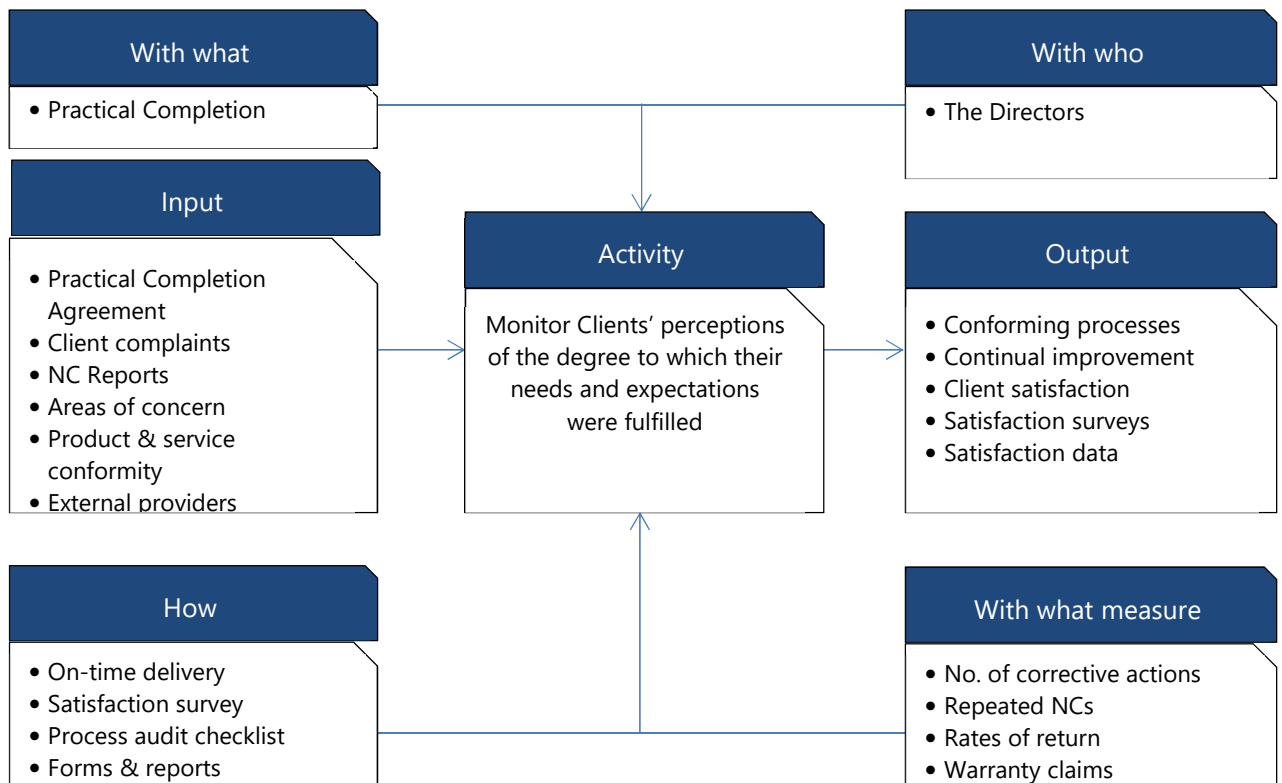 With what
• Practical Completion
With who
• The Directors
Input
• Practical Completion
Agreement
• Client complaints
• NC Reports
• Areas of concern
• Product & service
conformity
• External providers
Activity
Monitor Clients’ perceptions
of the degree to which their
needs and expectations
were fulfilled
Output
• Conforming processes
• Continual improvement
• Client satisfaction
• Satisfaction surveys
• Satisfaction data
How
• On-time delivery
• Satisfaction survey
• Process audit checklist
• Forms & reports
With what measure
• No. of corrective actions
• Repeated NCs
• Rates of return
• Warranty claims